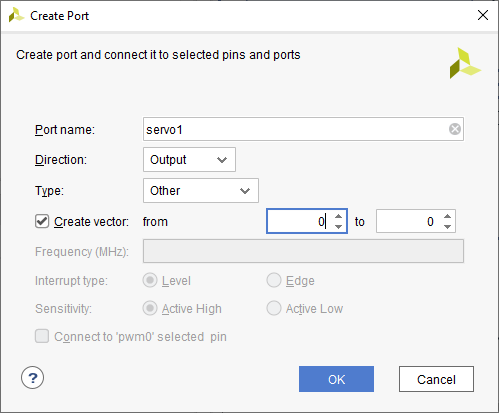 Create Port
Create port and connect it to selected pins and ports
Port name: servo1
Direction: Output
Type: Other
Create vector: from 0 to 0
Frequency (MHz):
Interrupt type: Level Edge
Sensitivity: Active High Active Low
Connect to 'pwm0' selected pin
? OK Cancel